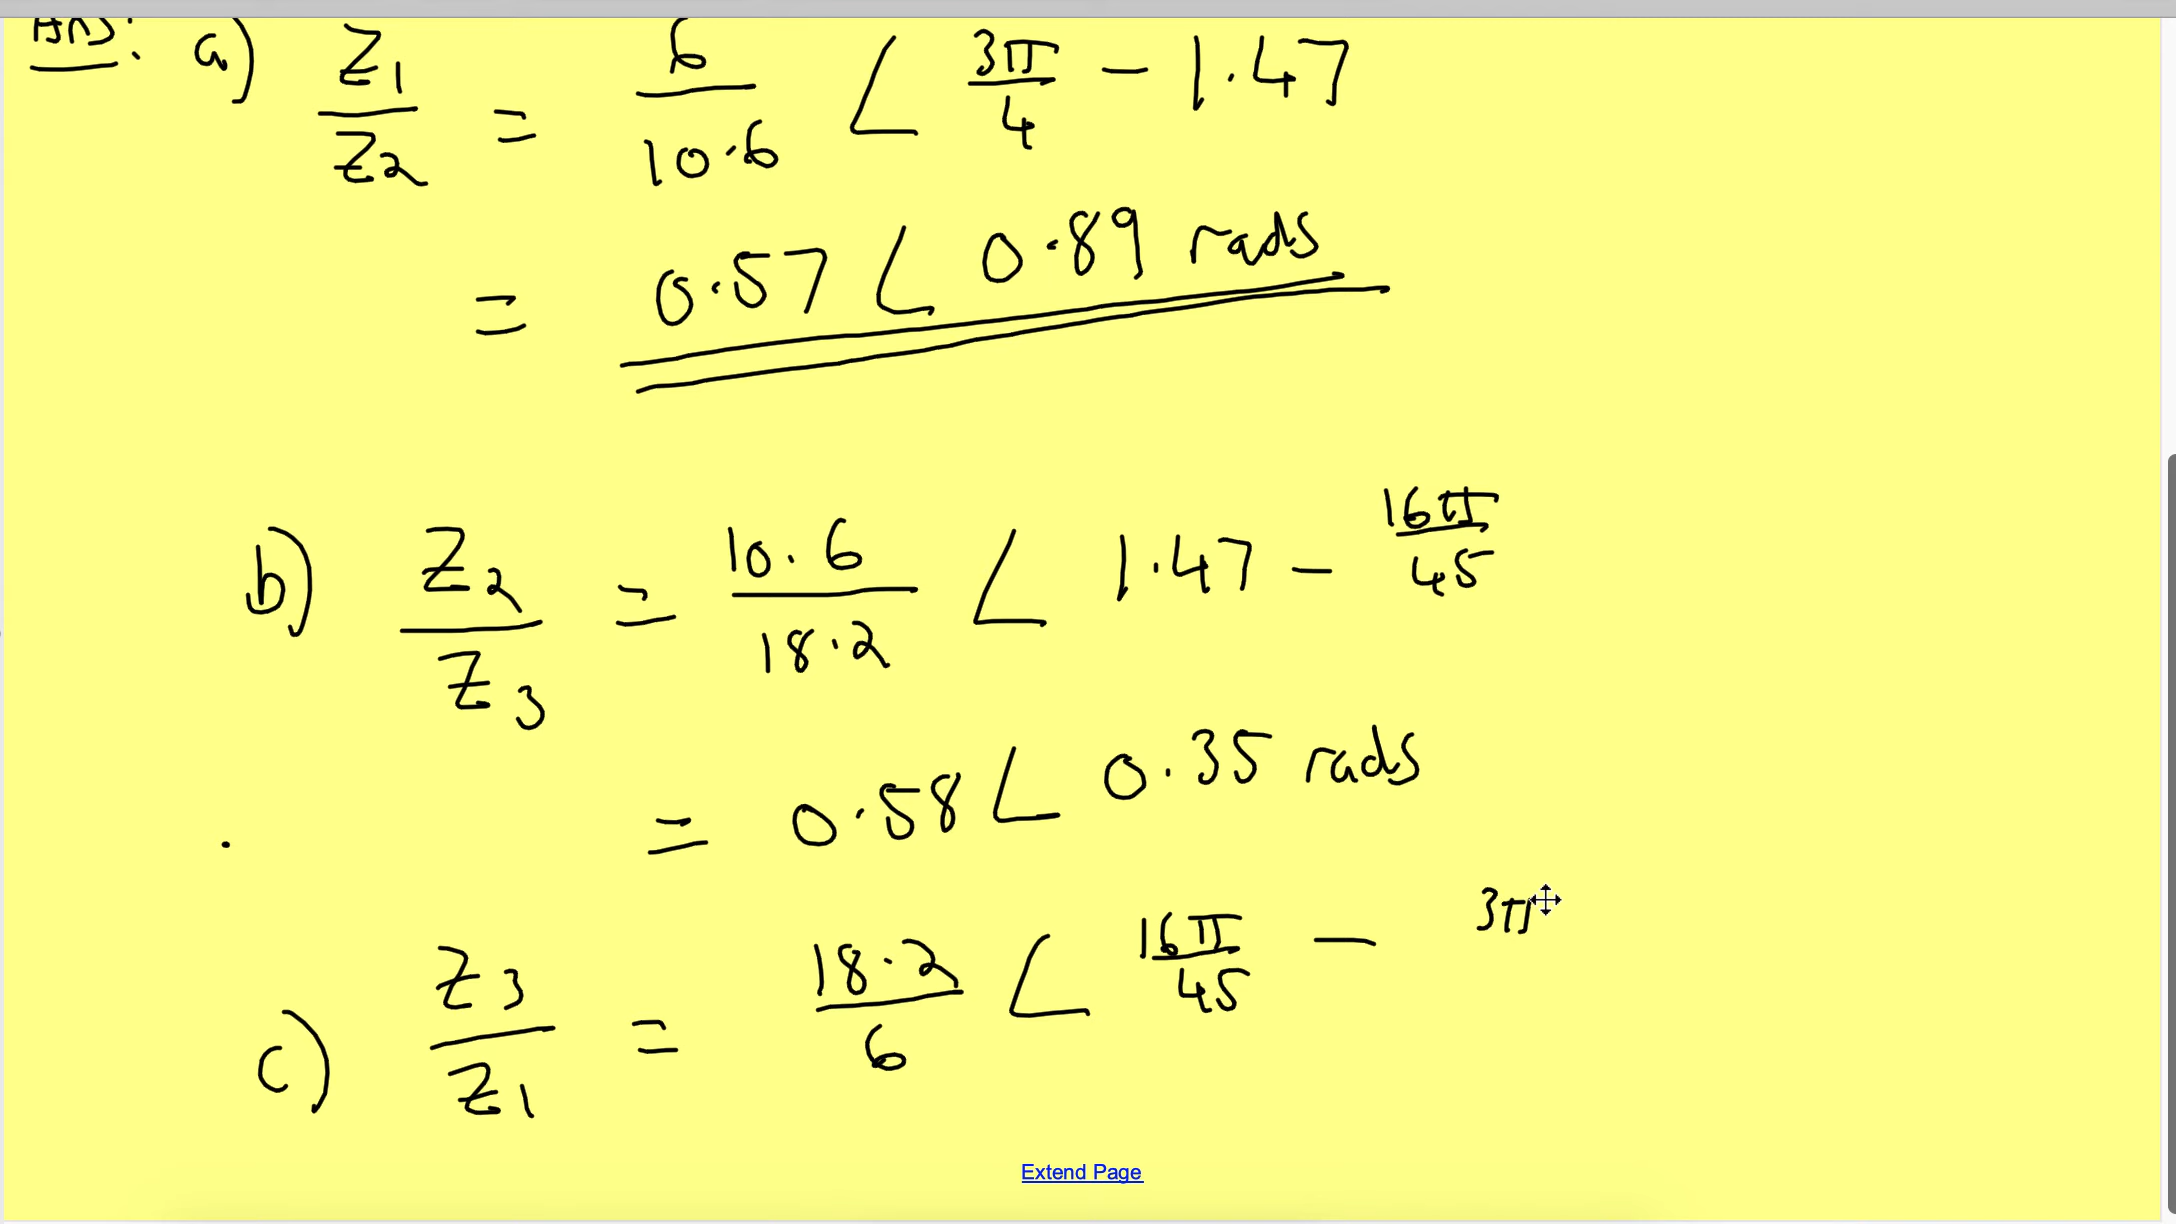 Ans: a) Z1/Z2 = 6/10.6 ∠ 3π/4 - 1.47
= 0.57 ∠ 0.89 rads
b) Z2/Z3 = 10.6/18.2 ∠ 1.47 - 16π/45
= 0.58 ∠ 0.35 rads
c) Z3/Z1 = 18.2/6 ∠ 16π/45 - 3π
Extend Page